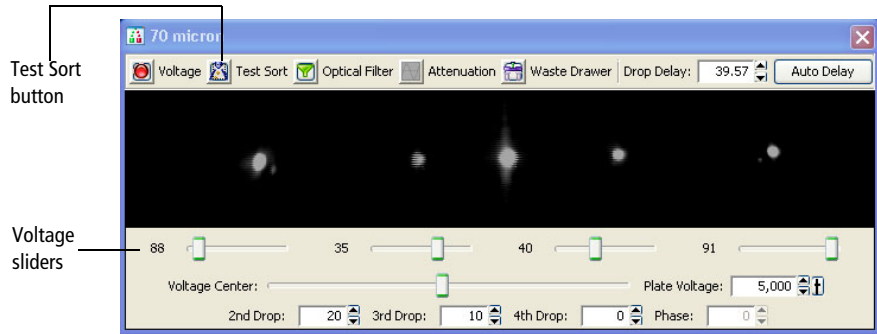 70 micron
Test Sort button
Voltage Test Sort Optical Filter Attenuation Waste Drawer Drop Delay: 39.57 Auto Delay
Voltage sliders
88 35 40 91
Voltage Center: Plate Voltage: 5,000
2nd Drop: 20 3rd Drop: 10 4th Drop: 0 Phase: 0